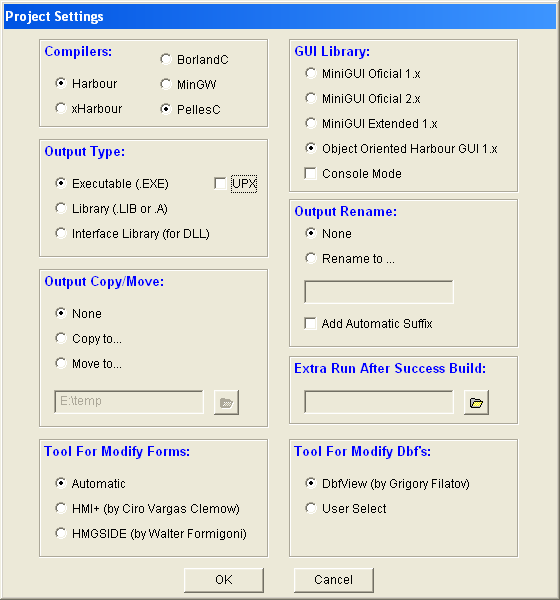 Project Settings
Compilers:
Harbour
xHarbour
BorlandC
MinGW
PellesC
Output Type:
Executable (.EXE)
UPX
Library (.LIB or .A)
Interface Library (for DLL)
Output Copy/Move:
None
Copy to...
Move to...
E:\temp
Tool For Modify Forms:
Automatic
HMI+ (by Ciro Vargas Clemow)
HMGSIDE (by Walter Formigoni)
GUI Library:
MiniGUI Oficial 1.x
MiniGUI Oficial 2.x
MiniGUI Extended 1.x
Object Oriented Harbour GUI 1.x
Console Mode
Output Rename:
None
Rename to ...
Add Automatic Suffix
Extra Run After Success Build:
Tool For Modify Dbf's:
DbfView (by Grigory Filatov)
User Select
OK
Cancel